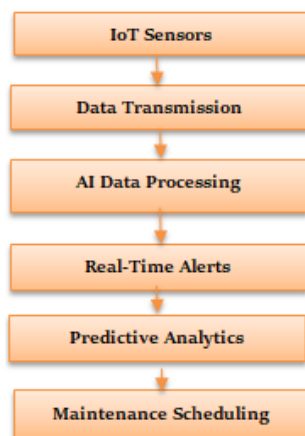 IoT Sensors
Data Transmission
AI Data Processing
Real-Time Alerts
Predictive Analytics
Maintenance Scheduling